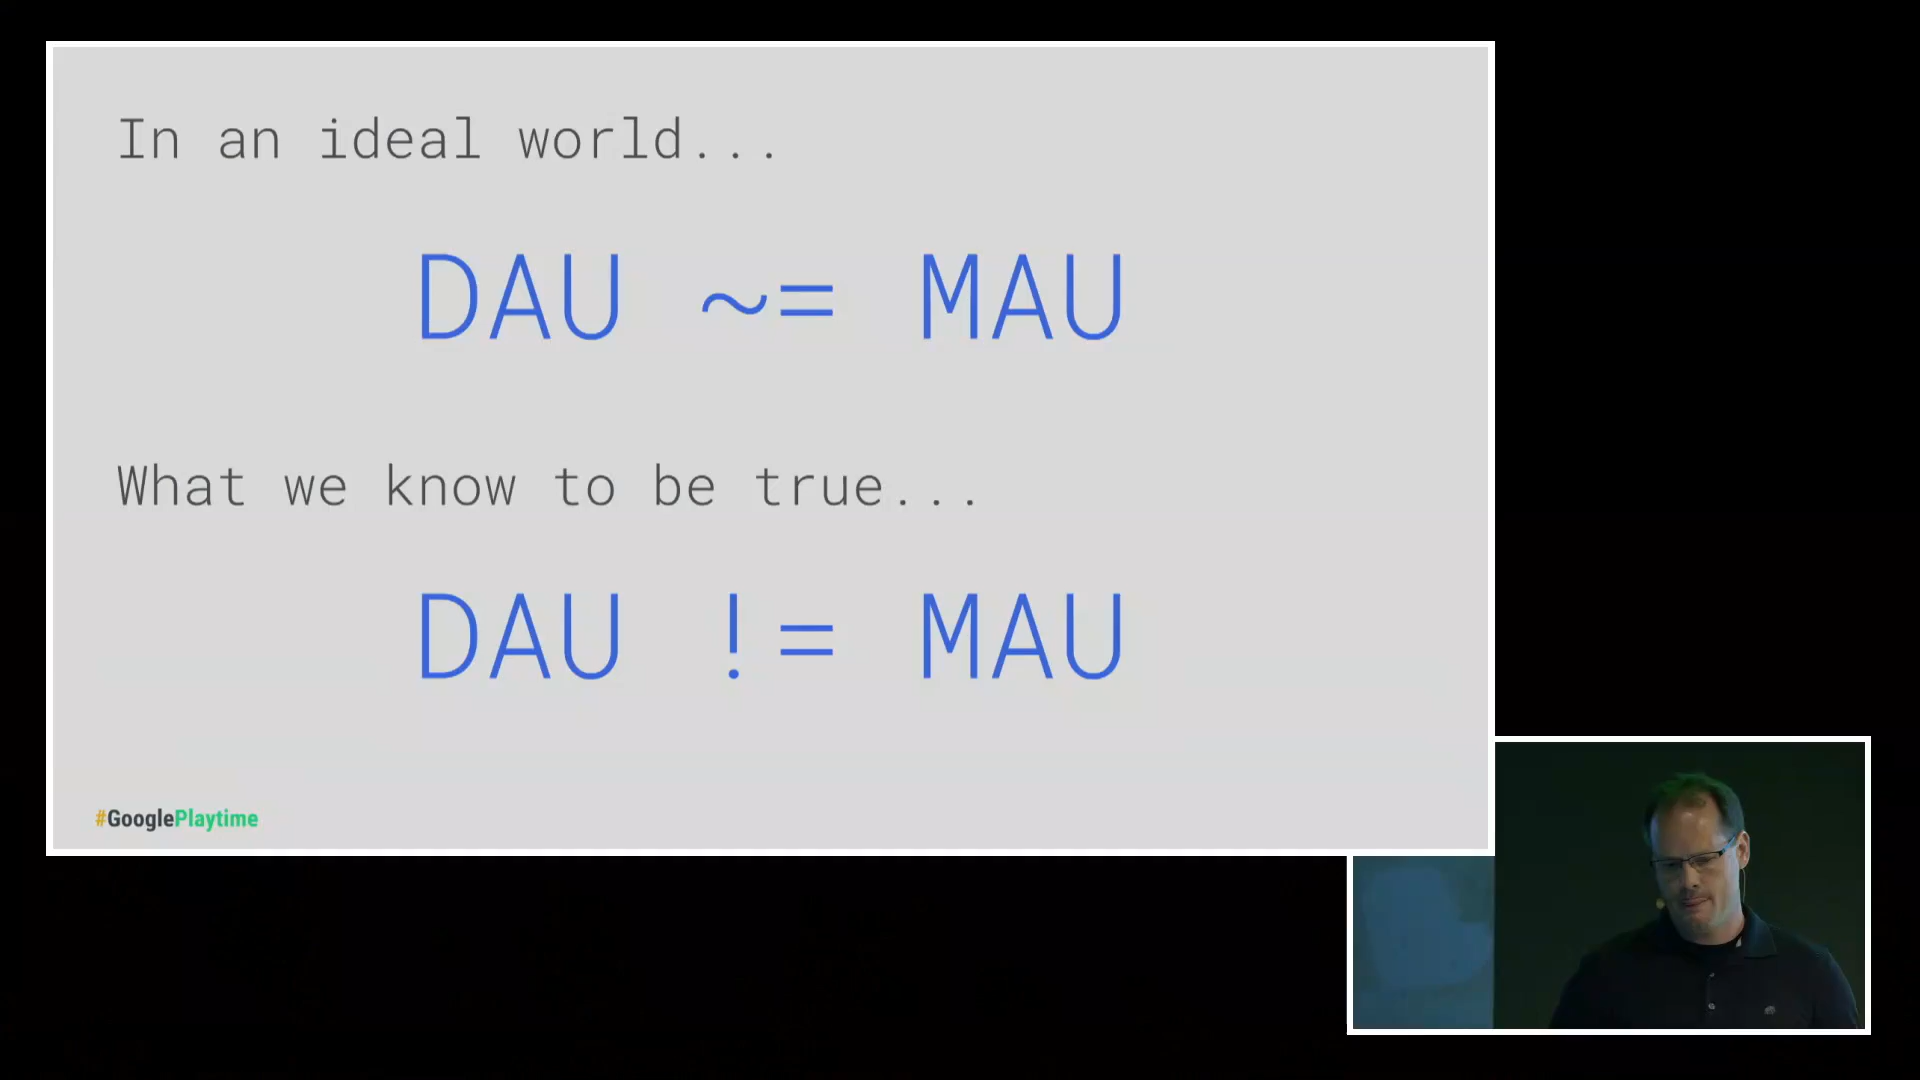 In an ideal world...
DAU ~= MAU
What we know to be true...
DAU != MAU
#GooglePlaytime